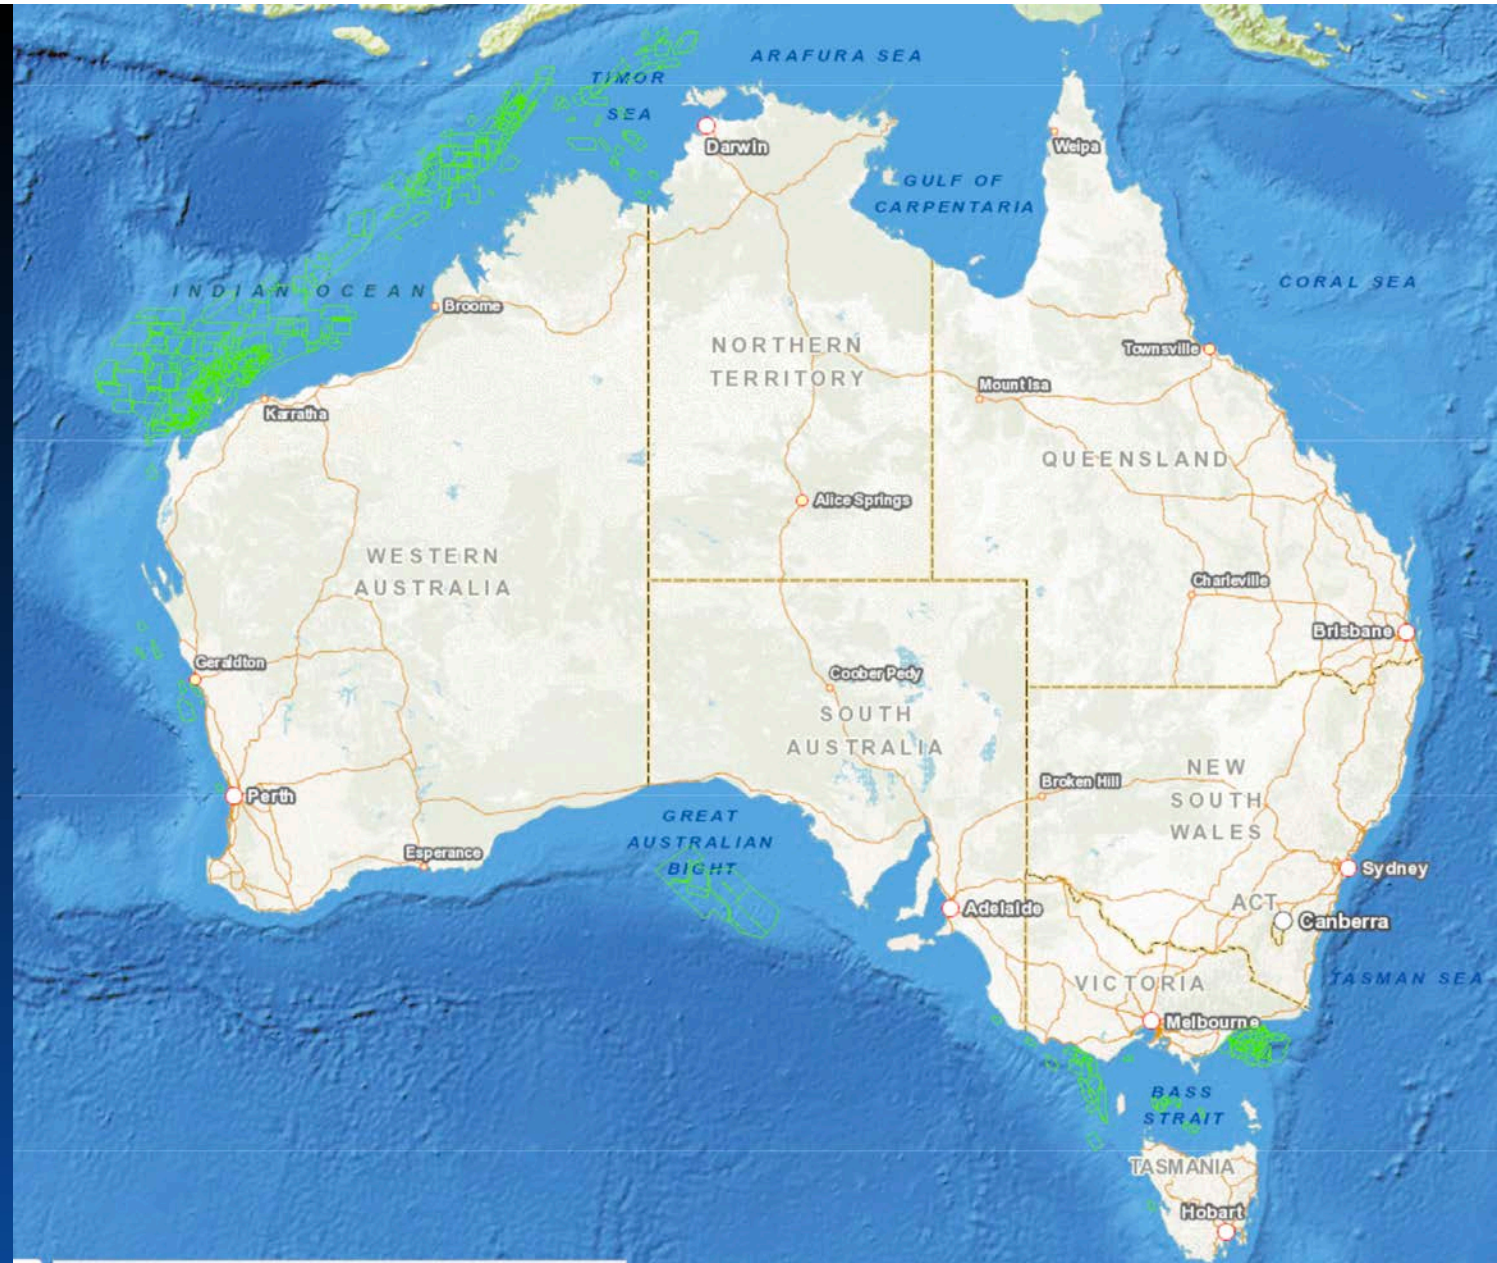 ARAFURA SEA
TIMOR
SEA
Darwin
Weipa
GULF OF
CARPENTARIA
CORAL SEA
INDIAN OCEAN
Broome
NORTHERN
TERRITORY
Townsville
Mount Isa
Karratha
QUEENSLAND
Alice Springs
WESTERN
AUSTRALIA
Charleville
Brisbane
Geraldton
Coober Pedy
SOUTH
AUSTRALIA
NEW
SOUTH
WALES
Broken Hill
Perth
GREAT
AUSTRALIAN
BIGHT
Esperance
Sydney
ACT
Adelaide
Canberra
TASMAN SEA
VICTORIA
Melbourne
BASS
STRAIT
TASMANIA
Hobart